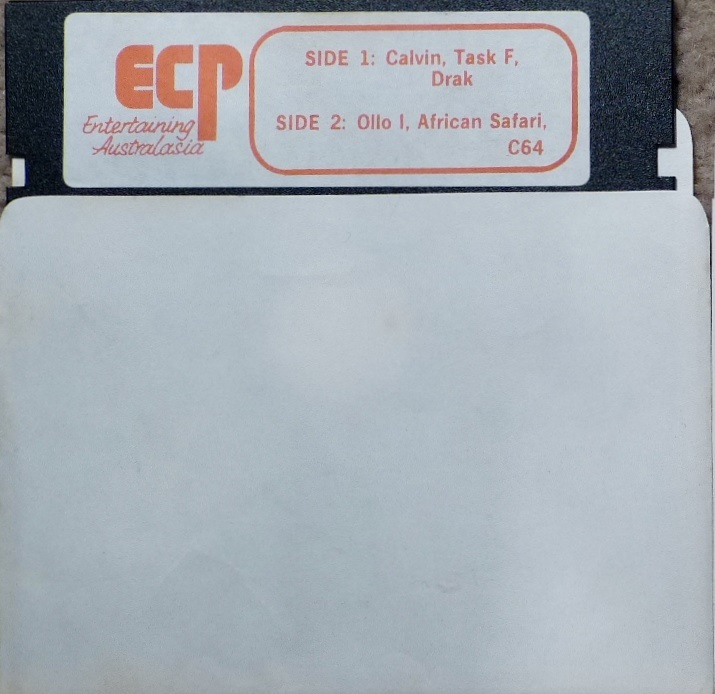 ECP
Entertaining
Australasia
SIDE 1: Calvin, Task F,
Drak
SIDE 2: Ollo I, African Safari,
C64